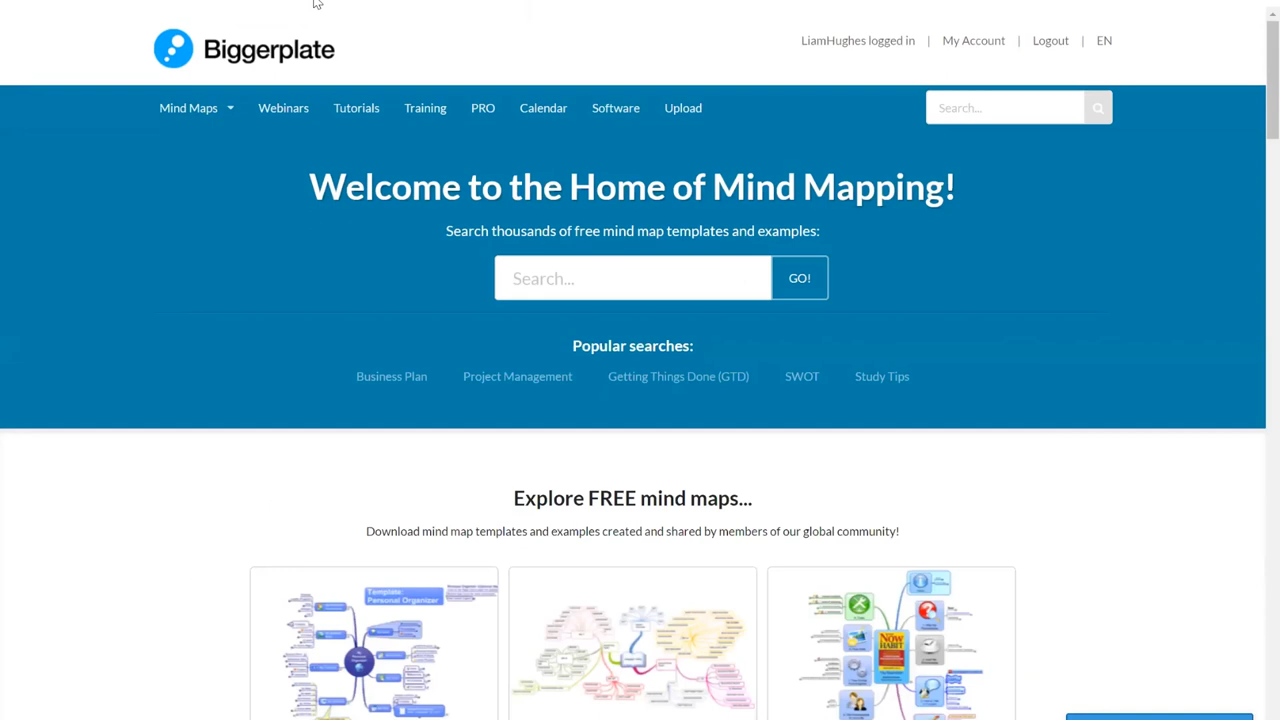 Biggerplate
LiamHughes logged in | My Account | Logout | EN
Mind Maps Webinars Tutorials Training PRO Calendar Software Upload Search...
Welcome to the Home of Mind Mapping!
Search thousands of free mind map templates and examples:
Search... GO!
Popular searches:
Business Plan Project Management Getting Things Done (GTD) SWOT Study Tips
Explore FREE mind maps...
Download mind map templates and examples created and shared by members of our global community!
Template:
Personal Organizer
NOW
HABIT